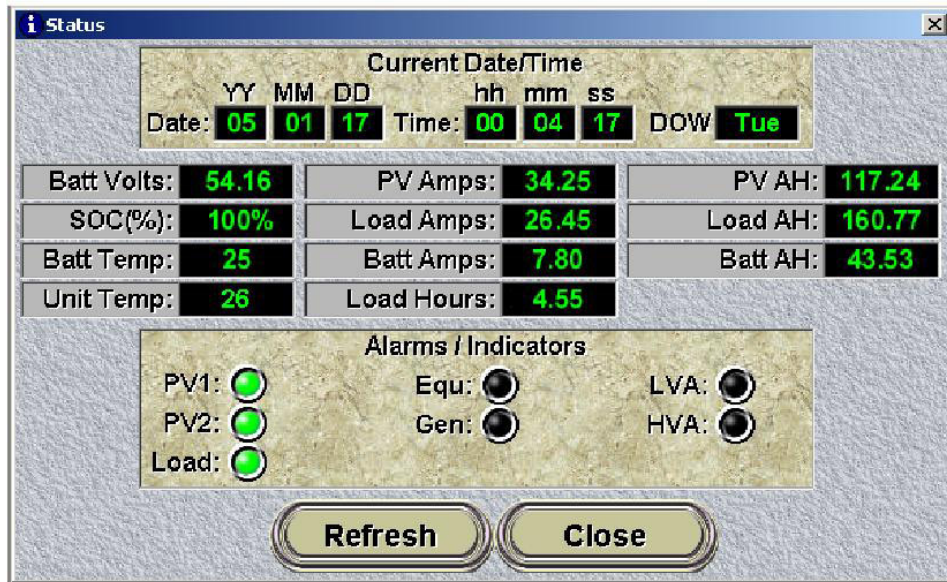 i Status
Current Date/Time
YY MM DD hh mm ss
Date: 05 01 17 Time: 00 04 17 DOW Tue
Batt Volts: 54.16 PV Amps: 34.25 PV AH: 117.24
SOC(%): 100% Load Amps: 26.45 Load AH: 160.77
Batt Temp: 25 Batt Amps: 7.80 Batt AH: 43.53
Unit Temp: 26 Load Hours: 4.55
Alarms / Indicators
PV1: Equ: LVA:
PV2: Gen: HVA:
Load:
Refresh Close